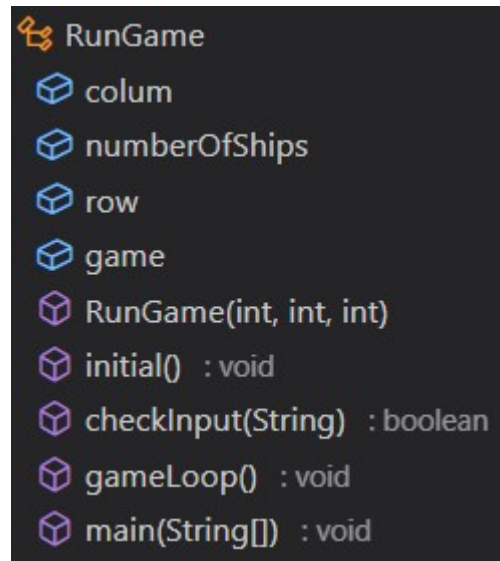 RunGame
colum
numberOfShips
row
game
RunGame(int, int, int)
initial() : void
checkInput(String) : boolean
gameLoop() : void
main(String[]) : void